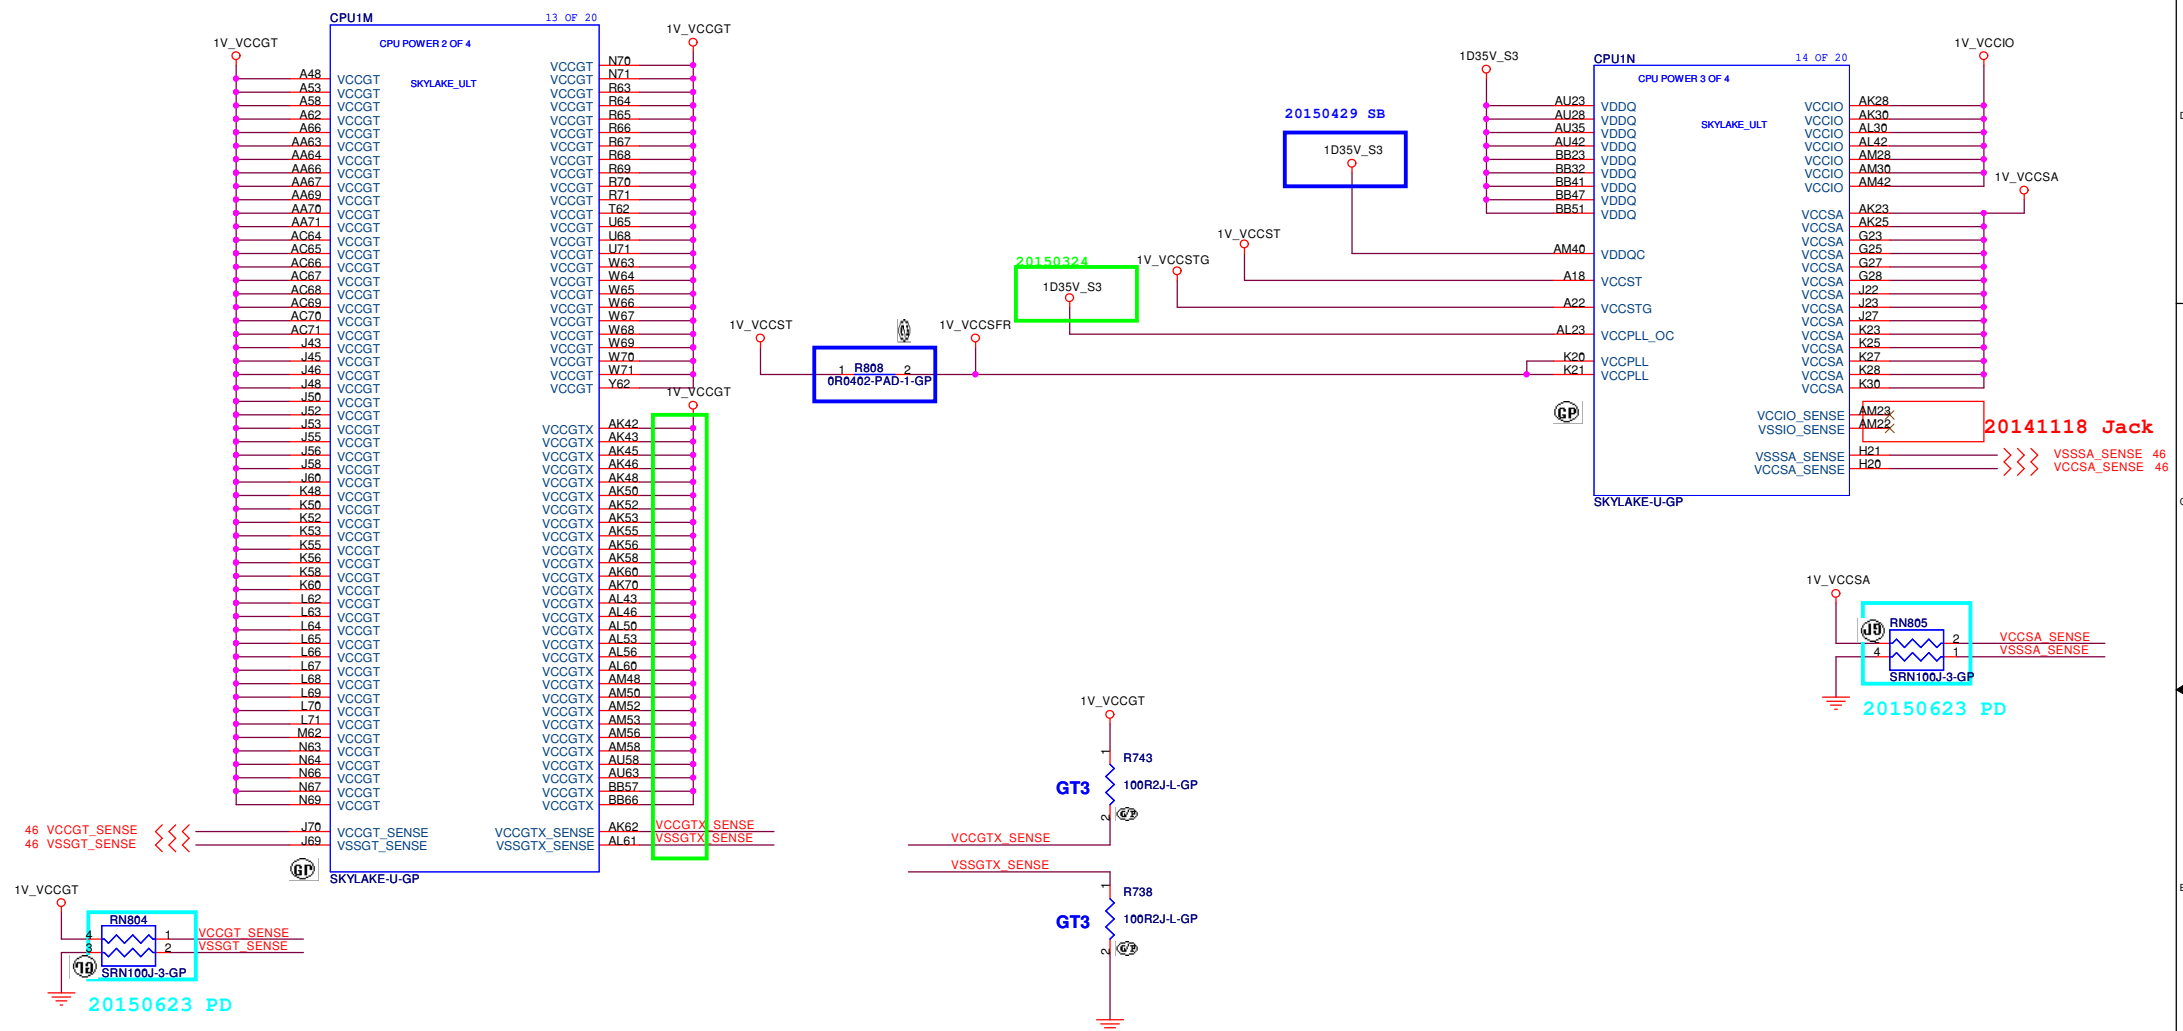 CPU1M
13 OF 20
CPU POWER 2 OF 4
SKYLAKE_ULT
1V_VCCGT
1V_VCCGT
A48 VCCGT
A53 VCCGT
A58 VCCGT
A62 VCCGT
A66 VCCGT
AA63 VCCGT
AA64 VCCGT
AA66 VCCGT
AA67 VCCGT
AA69 VCCGT
AA70 VCCGT
AA71 VCCGT
AC64 VCCGT
AC65 VCCGT
AC66 VCCGT
AC67 VCCGT
AC68 VCCGT
AC69 VCCGT
AC70 VCCGT
AC71 VCCGT
J43 VCCGT
J45 VCCGT
J46 VCCGT
J48 VCCGT
J50 VCCGT
J52 VCCGT
J53 VCCGT
J55 VCCGT
J56 VCCGT
J58 VCCGT
J60 VCCGT
K48 VCCGT
K50 VCCGT
K52 VCCGT
K53 VCCGT
K55 VCCGT
K56 VCCGT
K58 VCCGT
K60 VCCGT
L62 VCCGT
L63 VCCGT
L64 VCCGT
L65 VCCGT
L66 VCCGT
L67 VCCGT
L68 VCCGT
L69 VCCGT
L70 VCCGT
L71 VCCGT
M62 VCCGT
N63 VCCGT
N64 VCCGT
N66 VCCGT
N67 VCCGT
N69 VCCGT
46 VCCGT_SENSE J70 VCCGT_SENSE
46 VSSGT_SENSE J69 VSSGT_SENSE
VCCGT N70
VCCGT N71
VCCGT R63
VCCGT R64
VCCGT R65
VCCGT R66
VCCGT R67
VCCGT R68
VCCGT R69
VCCGT R70
VCCGT R71
VCCGT T62
VCCGT U65
VCCGT U68
VCCGT U71
VCCGT W63
VCCGT W64
VCCGT W65
VCCGT W66
VCCGT W67
VCCGT W68
VCCGT W69
VCCGT W70
VCCGT W71
VCCGT Y62
1V_VCCGT
VCCGTX AK42
VCCGTX AK43
VCCGTX AK45
VCCGTX AK46
VCCGTX AK48
VCCGTX AK50
VCCGTX AK52
VCCGTX AK53
VCCGTX AK55
VCCGTX AK56
VCCGTX AK58
VCCGTX AK60
VCCGTX AK70
VCCGTX AL43
VCCGTX AL46
VCCGTX AL50
VCCGTX AL53
VCCGTX AL56
VCCGTX AL60
VCCGTX AM48
VCCGTX AM50
VCCGTX AM52
VCCGTX AM53
VCCGTX AM56
VCCGTX AM58
VCCGTX AU58
VCCGTX AU63
VCCGTX BB57
VCCGTX BB66
VCCGTX_SENSE AK62 VCCGTX_SENSE
VSSGTX_SENSE AL61 VSSGTX_SENSE
GP
SKYLAKE-U-GP
1V_VCCGT
RN804
4 1 VCCGT_SENSE
3 2 VSSGT_SENSE
GP
SRN100J-3-GP
20150623 PD
1V_VCCST
R808
1 2
0R0402-PAD-1-GP
1V_VCCSFR
20150324
1D35V_S3
1V_VCCSTG
1V_VCCST
20150429 SB
1D35V_S3
1D35V_S3
CPU1N
14 OF 20
CPU POWER 3 OF 4
SKYLAKE_ULT
AU23 VDDQ
AU28 VDDQ
AU35 VDDQ
AU42 VDDQ
BB23 VDDQ
BB32 VDDQ
BB41 VDDQ
BB47 VDDQ
BB51 VDDQ
AM40 VDDQC
A18 VCCST
A22 VCCSTG
AL23 VCCPLL_OC
K20 VCCPLL
K21 VCCPLL
1V_VCCIO
VCCIO AK28
VCCIO AK30
VCCIO AL30
VCCIO AL42
VCCIO AM28
VCCIO AM30
VCCIO AM42
1V_VCCSA
VCCSA AK23
VCCSA AK25
VCCSA G23
VCCSA G25
VCCSA G27
VCCSA G28
VCCSA J22
VCCSA J23
VCCSA J27
VCCSA K23
VCCSA K25
VCCSA K27
VCCSA K28
VCCSA K30
VCCIO_SENSE AM23
VSSIO_SENSE AM22
20141118 Jack
VSSSA_SENSE H21 VSSSA_SENSE 46
VCCSA_SENSE H20 VCCSA_SENSE 46
GP
SKYLAKE-U-GP
1V_VCCSA
GP
RN805
2 VCCSA_SENSE
4 1 VSSSA_SENSE
SRN100J-3-GP
20150623 PD
1V_VCCGT
1
R743
GT3
100R2J-L-GP
2
GP
VCCGTX_SENSE
VSSGTX_SENSE
1
R738
GT3
100R2J-L-GP
2
GP